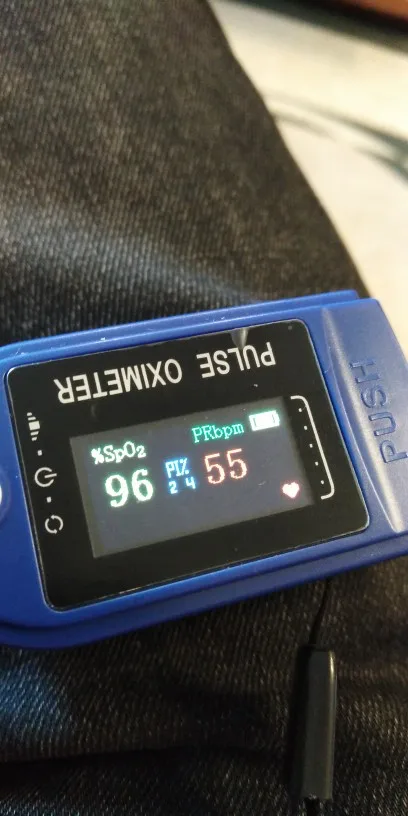 PULSE OXIMETER
PUSH
%SpO₂ PRbpm
96 PI% 55
2 4